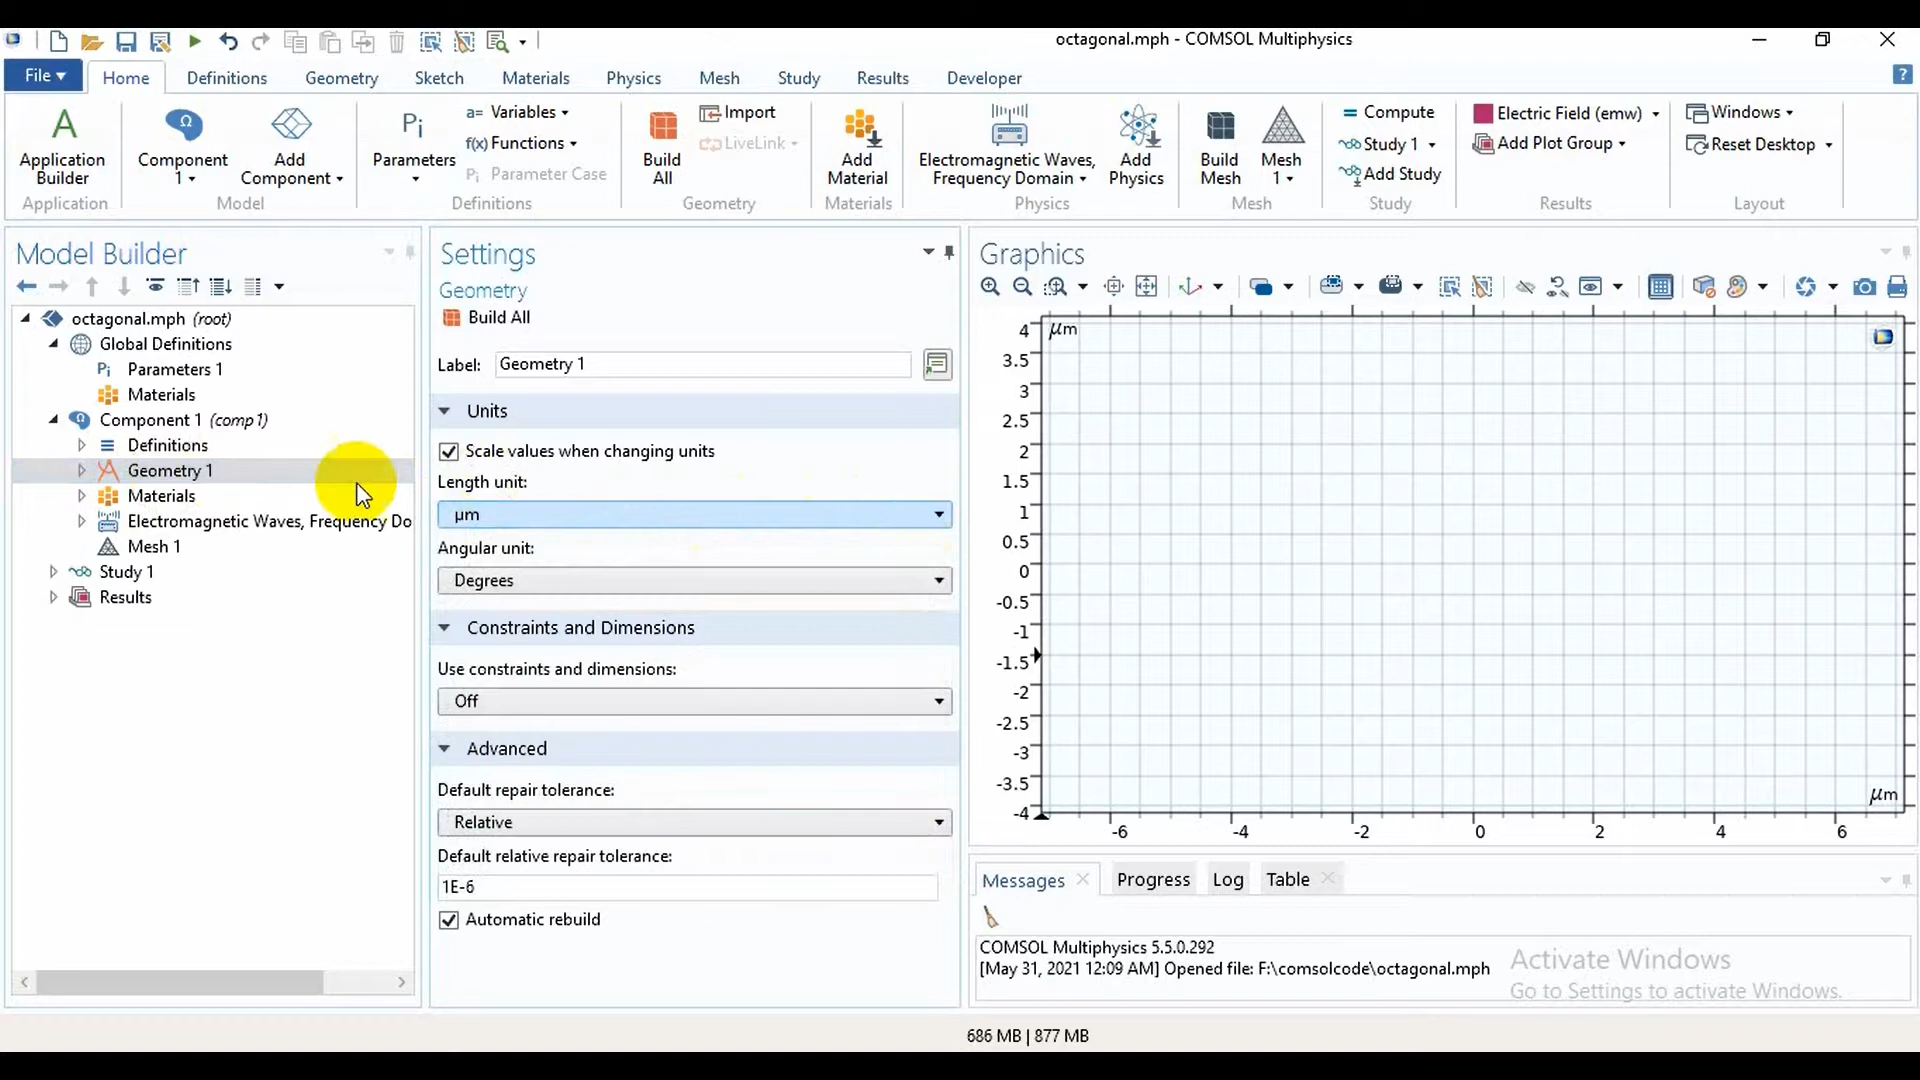 octagonal.mph - COMSOL Multiphysics
File
Home
Definitions
Geometry
Sketch
Materials
Physics
Mesh
Study
Results
Developer
Application
Builder
Application
Component
1
Add
Component
Model
Pi
Parameters
a= Variables
f(x) Functions
Pi Parameter Case
Definitions
Build
All
Import
LiveLink
Geometry
Add
Material
Materials
Electromagnetic Waves,
Frequency Domain
Add
Physics
Physics
Build
Mesh
Mesh
1
Mesh
= Compute
Study 1
Add Study
Study
Electric Field (emw)
Add Plot Group
Results
Windows
Reset Desktop
Layout
Model Builder
octagonal.mph (root)
Global Definitions
Pi Parameters 1
Materials
Component 1 (comp1)
Definitions
Geometry 1
Materials
Electromagnetic Waves, Frequency Do
Mesh 1
Study 1
Results
Settings
Geometry
Build All
Label: Geometry 1
Units
Scale values when changing units
Length unit:
µm
Angular unit:
Degrees
Constraints and Dimensions
Use constraints and dimensions:
Off
Advanced
Default repair tolerance:
Relative
Default relative repair tolerance:
1E-6
Automatic rebuild
Graphics
µm
4
3.5
3
2.5
2
1.5
1
0.5
0
-0.5
-1
-1.5
-2
-2.5
-3
-3.5
-4
µm
-6 -4 -2 0 2 4 6
Messages
Progress
Log
Table
COMSOL Multiphysics 5.5.0.292
[May 31, 2021 12:09 AM] Opened file: F:\comsolcode\octagonal.mph
Activate Windows
Go to Settings to activate Windows.
686 MB | 877 MB